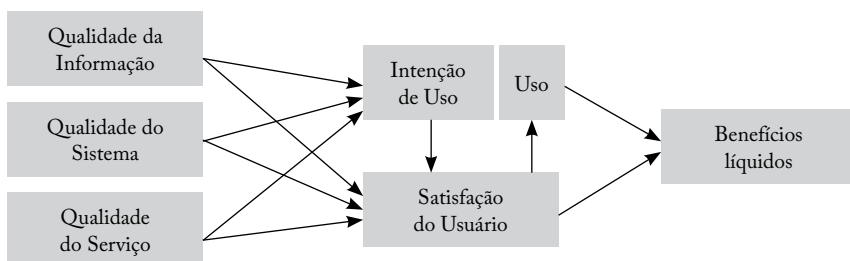 Qualidade da
Informação
Qualidade do
Sistema
Qualidade
do Serviço
Intenção
de Uso
Uso
Satisfação
do Usuário
Benefícios
líquidos